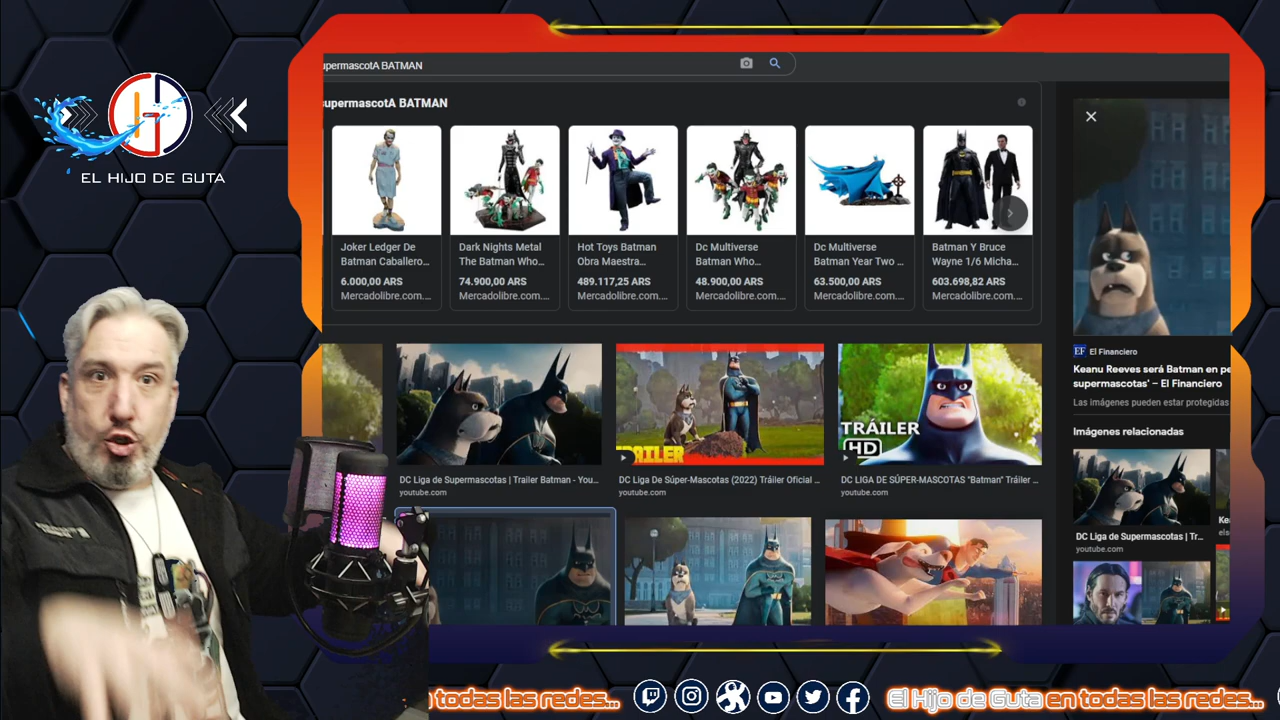 EL HIJO DE GUTA
upermascotA BATMAN
supermascotA BATMAN
Joker Ledger De
Batman Caballero...
6.000,00 ARS
Mercadolibre.com....
Dark Nights Metal
The Batman Who...
74.900,00 ARS
Mercadolibre.com....
Hot Toys Batman
Obra Maestra...
489.117,25 ARS
Mercadolibre.com....
Dc Multiverse
Batman Who...
48.900,00 ARS
Mercadolibre.com....
Dc Multiverse
Batman Year Two ...
63.500,00 ARS
Mercadolibre.com....
Batman Y Bruce
Wayne 1/6 Micha...
603.698,82 ARS
Mercadolibre.com....
TRAILER
TRÁILER
HD
DC Liga de Supermascotas | Trailer Batman - You...
youtube.com
DC Liga De Súper-Mascotas (2022) Tráiler Oficial ...
youtube.com
DC LIGA DE SÚPER-MASCOTAS "Batman" Tráiler ...
youtube.com
EF El Financiero
Keanu Reeves será Batman en pe
supermascotas' – El Financiero
Las imágenes pueden estar protegidas
Imágenes relacionadas
DC Liga de Supermascotas | Tr...
youtube.com
Ke
els
n todas las redes...
El Hijo de Guta en todas las redes...